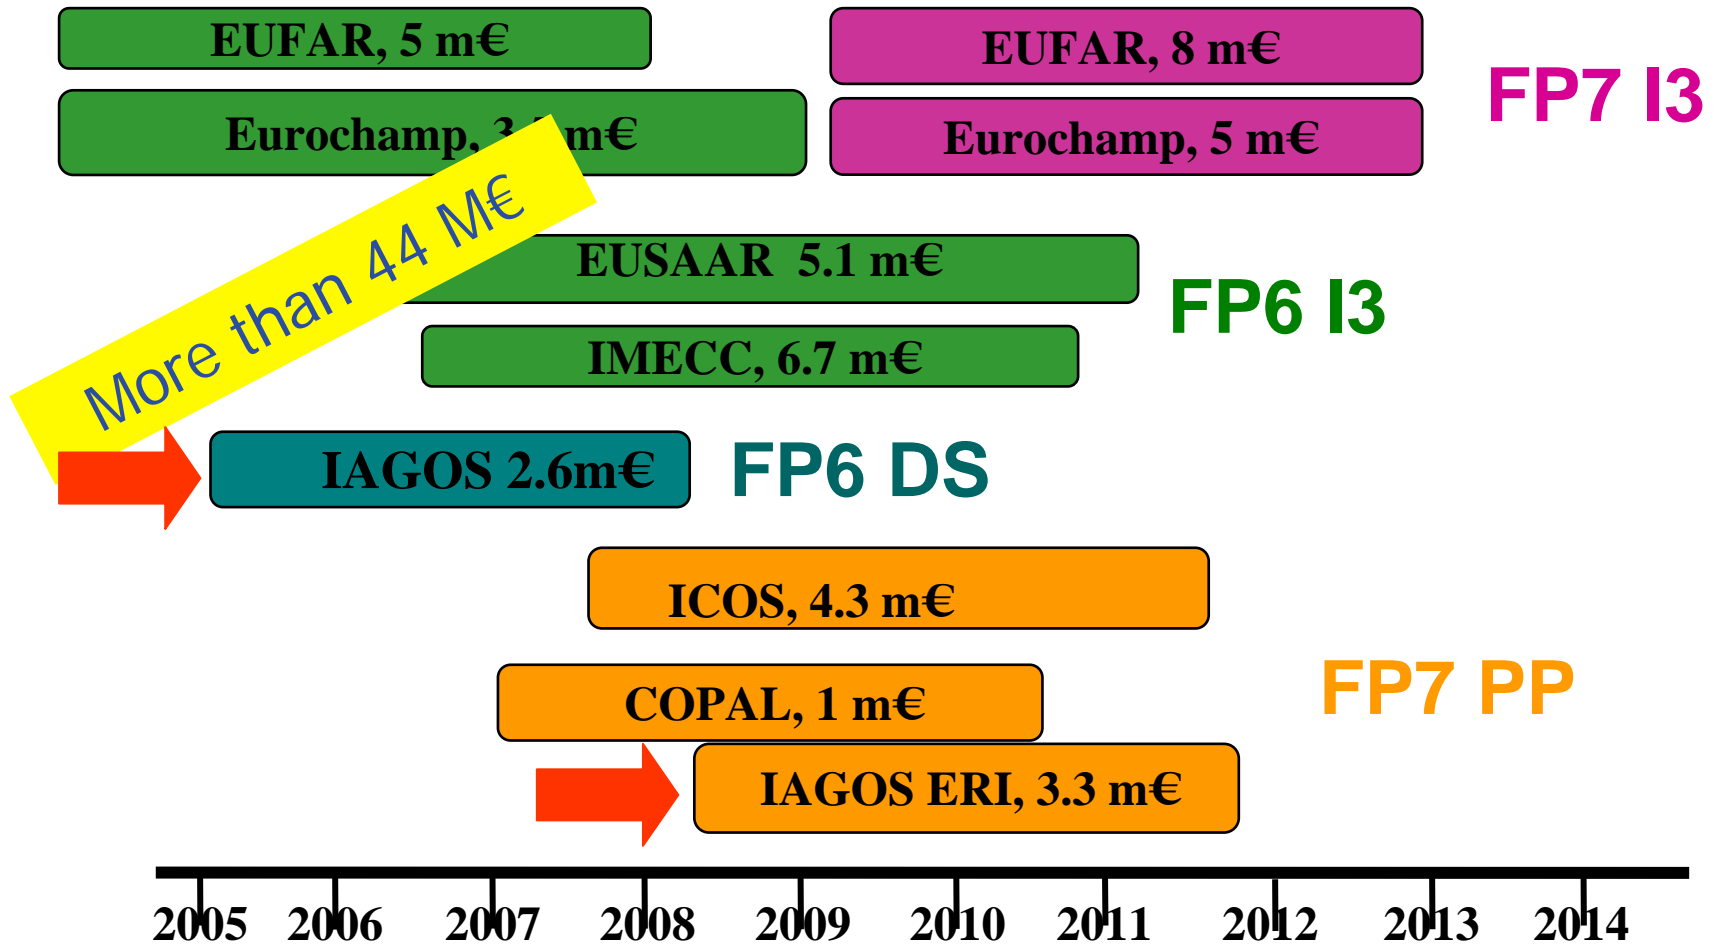 EUFAR, 5 m€
EUFAR, 8 m€
FP7 I3
Eurochamp, m€
Eurochamp, 5 m€
More than 44 M€
EUSAAR 5.1 m€
FP6 I3
IMECC, 6.7 m€
IAGOS 2.6m€
FP6 DS
ICOS, 4.3 m€
FP7 PP
COPAL, 1 m€
IAGOS ERI, 3.3 m€
2005 2006 2007 2008 2009 2010 2011 2012 2013 2014